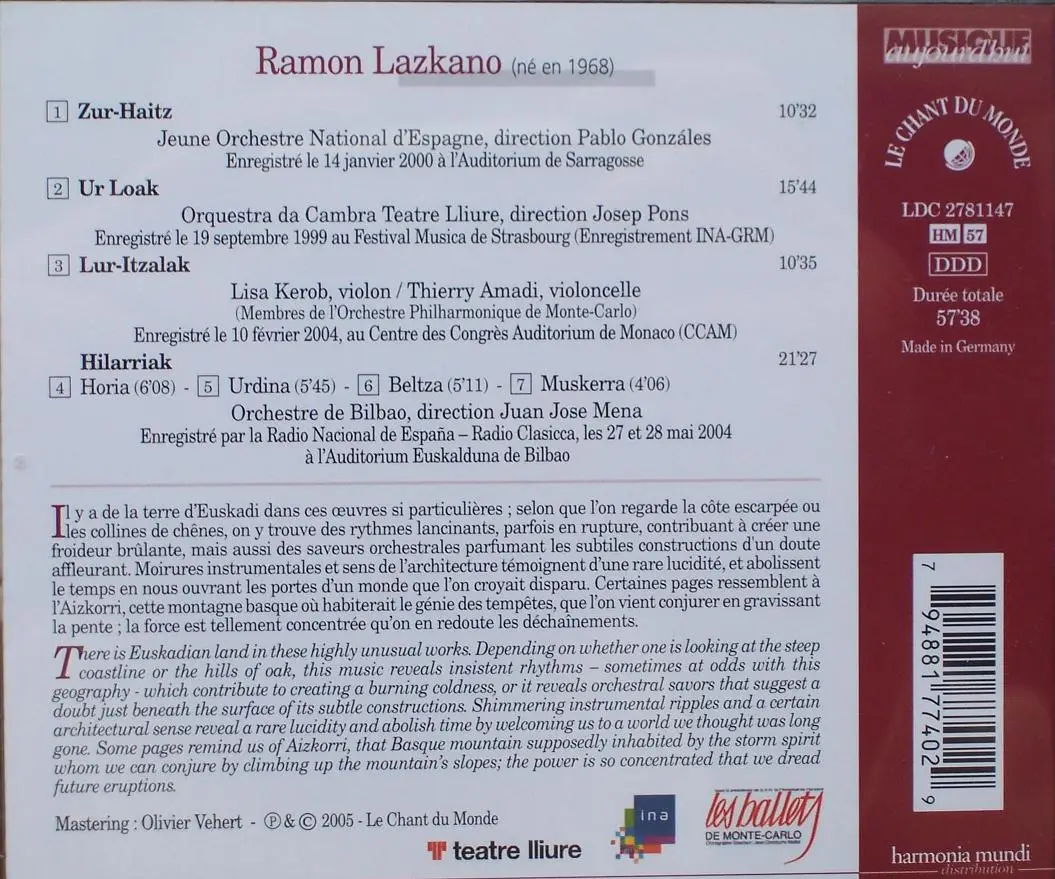 Ramon Lazkano (né en 1968)
1 Zur-Haitz 10'32
Jeune Orchestre National d'Espagne, direction Pablo Gonzáles
Enregistré le 14 janvier 2000 à l'Auditorium de Sarragosse
2 Ur Loak 15'44
Orquestra da Cambra Teatre Lliure, direction Josep Pons
Enregistré le 19 septembre 1999 au Festival Musica de Strasbourg (Enregistrement INA-GRM)
3 Lur-Itzalak 10'35
Lisa Kerob, violon / Thierry Amadi, violoncelle
(Membres de l'Orchestre Philharmonique de Monte-Carlo)
Enregistré le 10 février 2004, au Centre des Congrès Auditorium de Monaco (CCAM)
Hilarriak 21'27
4 Horia (6'08) - 5 Urdina (5'45) - 6 Beltza (5'11) - 7 Muskerra (4'06)
Orchestre de Bilbao, direction Juan Jose Mena
Enregistré par la Radio Nacional de España – Radio Clasicca, les 27 et 28 mai 2004
à l'Auditorium Euskalduna de Bilbao
Il y a de la terre d'Euskadi dans ces œuvres si particulières ; selon que l'on regarde la côte escarpée ou
les collines de chênes, on y trouve des rythmes lancinants, parfois en rupture, contribuant à créer une
froideur brûlante, mais aussi des saveurs orchestrales parfumant les subtiles constructions d'un doute
affleurant. Moirures instrumentales et sens de l'architecture témoignent d'une rare lucidité, et abolissent
le temps en nous ouvrant les portes d'un monde que l'on croyait disparu. Certaines pages ressemblent à
l'Aizkorri, cette montagne basque où habiterait le génie des tempêtes, que l'on vient conjurer en gravissant
la pente ; la force est tellement concentrée qu'on en redoute les déchaînements.
There is Euskadian land in these highly unusual works. Depending on whether one is looking at the steep
coastline or the hills of oak, this music reveals insistent rhythms – sometimes at odds with this
geography - which contribute to creating a burning coldness, or it reveals orchestral savors that suggest a
doubt just beneath the surface of its subtle constructions. Shimmering instrumental ripples and a certain
architectural sense reveal a rare lucidity and abolish time by welcoming us to a world we thought was long
gone. Some pages remind us of Aizkorri, that Basque mountain supposedly inhabited by the storm spirit
whom we can conjure by climbing up the mountain's slopes; the power is so concentrated that we dread
future eruptions.
Mastering : Olivier Vehert - ℗ & © 2005 - Le Chant du Monde
teatre lliure
ina
les ballets
DE MONTE-CARLO
MUSIQUE
aujourd'hui
LE CHANT DU MONDE
LDC 2781147
HM 57
DDD
Durée totale
57'38
Made in Germany
7 94881 77402 9
harmonia mundi
distribution